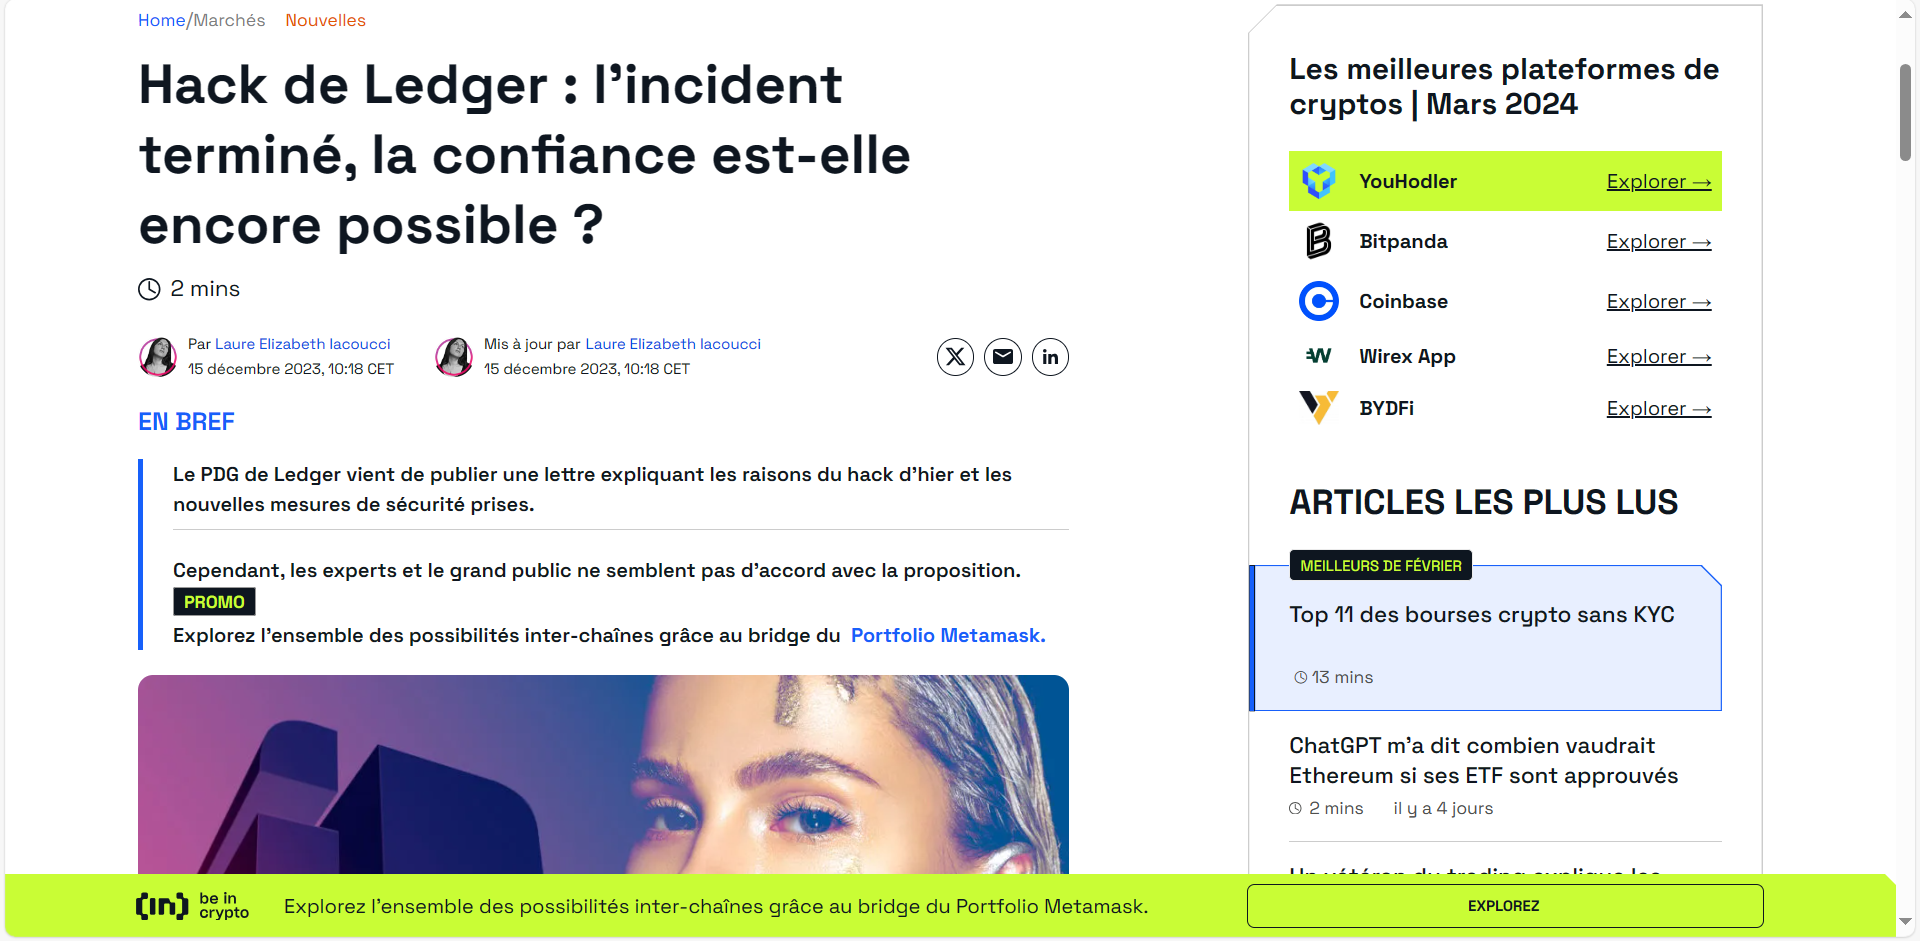 Home/Marchés Nouvelles
Hack de Ledger : l’incident
terminé, la confiance est-elle
encore possible ?
2 mins
Par Laure Elizabeth Iacoucci
15 décembre 2023, 10:18 CET
Mis à jour par Laure Elizabeth Iacoucci
15 décembre 2023, 10:18 CET
in
EN BREF
Le PDG de Ledger vient de publier une lettre expliquant les raisons du hack d’hier et les
nouvelles mesures de sécurité prises.
Cependant, les experts et le grand public ne semblent pas d’accord avec la proposition.
PROMO
Explorez l’ensemble des possibilités inter-chaînes grâce au bridge du Portfolio Metamask.
Les meilleures plateformes de
cryptos | Mars 2024
YouHodler Explorer →
Bitpanda Explorer →
Coinbase Explorer →
Wirex App Explorer →
BYDFi Explorer →
ARTICLES LES PLUS LUS
MEILLEURS DE FÉVRIER
Top 11 des bourses crypto sans KYC
13 mins
ChatGPT m’a dit combien vaudrait
Ethereum si ses ETF sont approuvés
2 mins il y a 4 jours
Un vétéran du trading explique les
be in
crypto
Explorez l’ensemble des possibilités inter-chaînes grâce au bridge du Portfolio Metamask.
EXPLOREZ